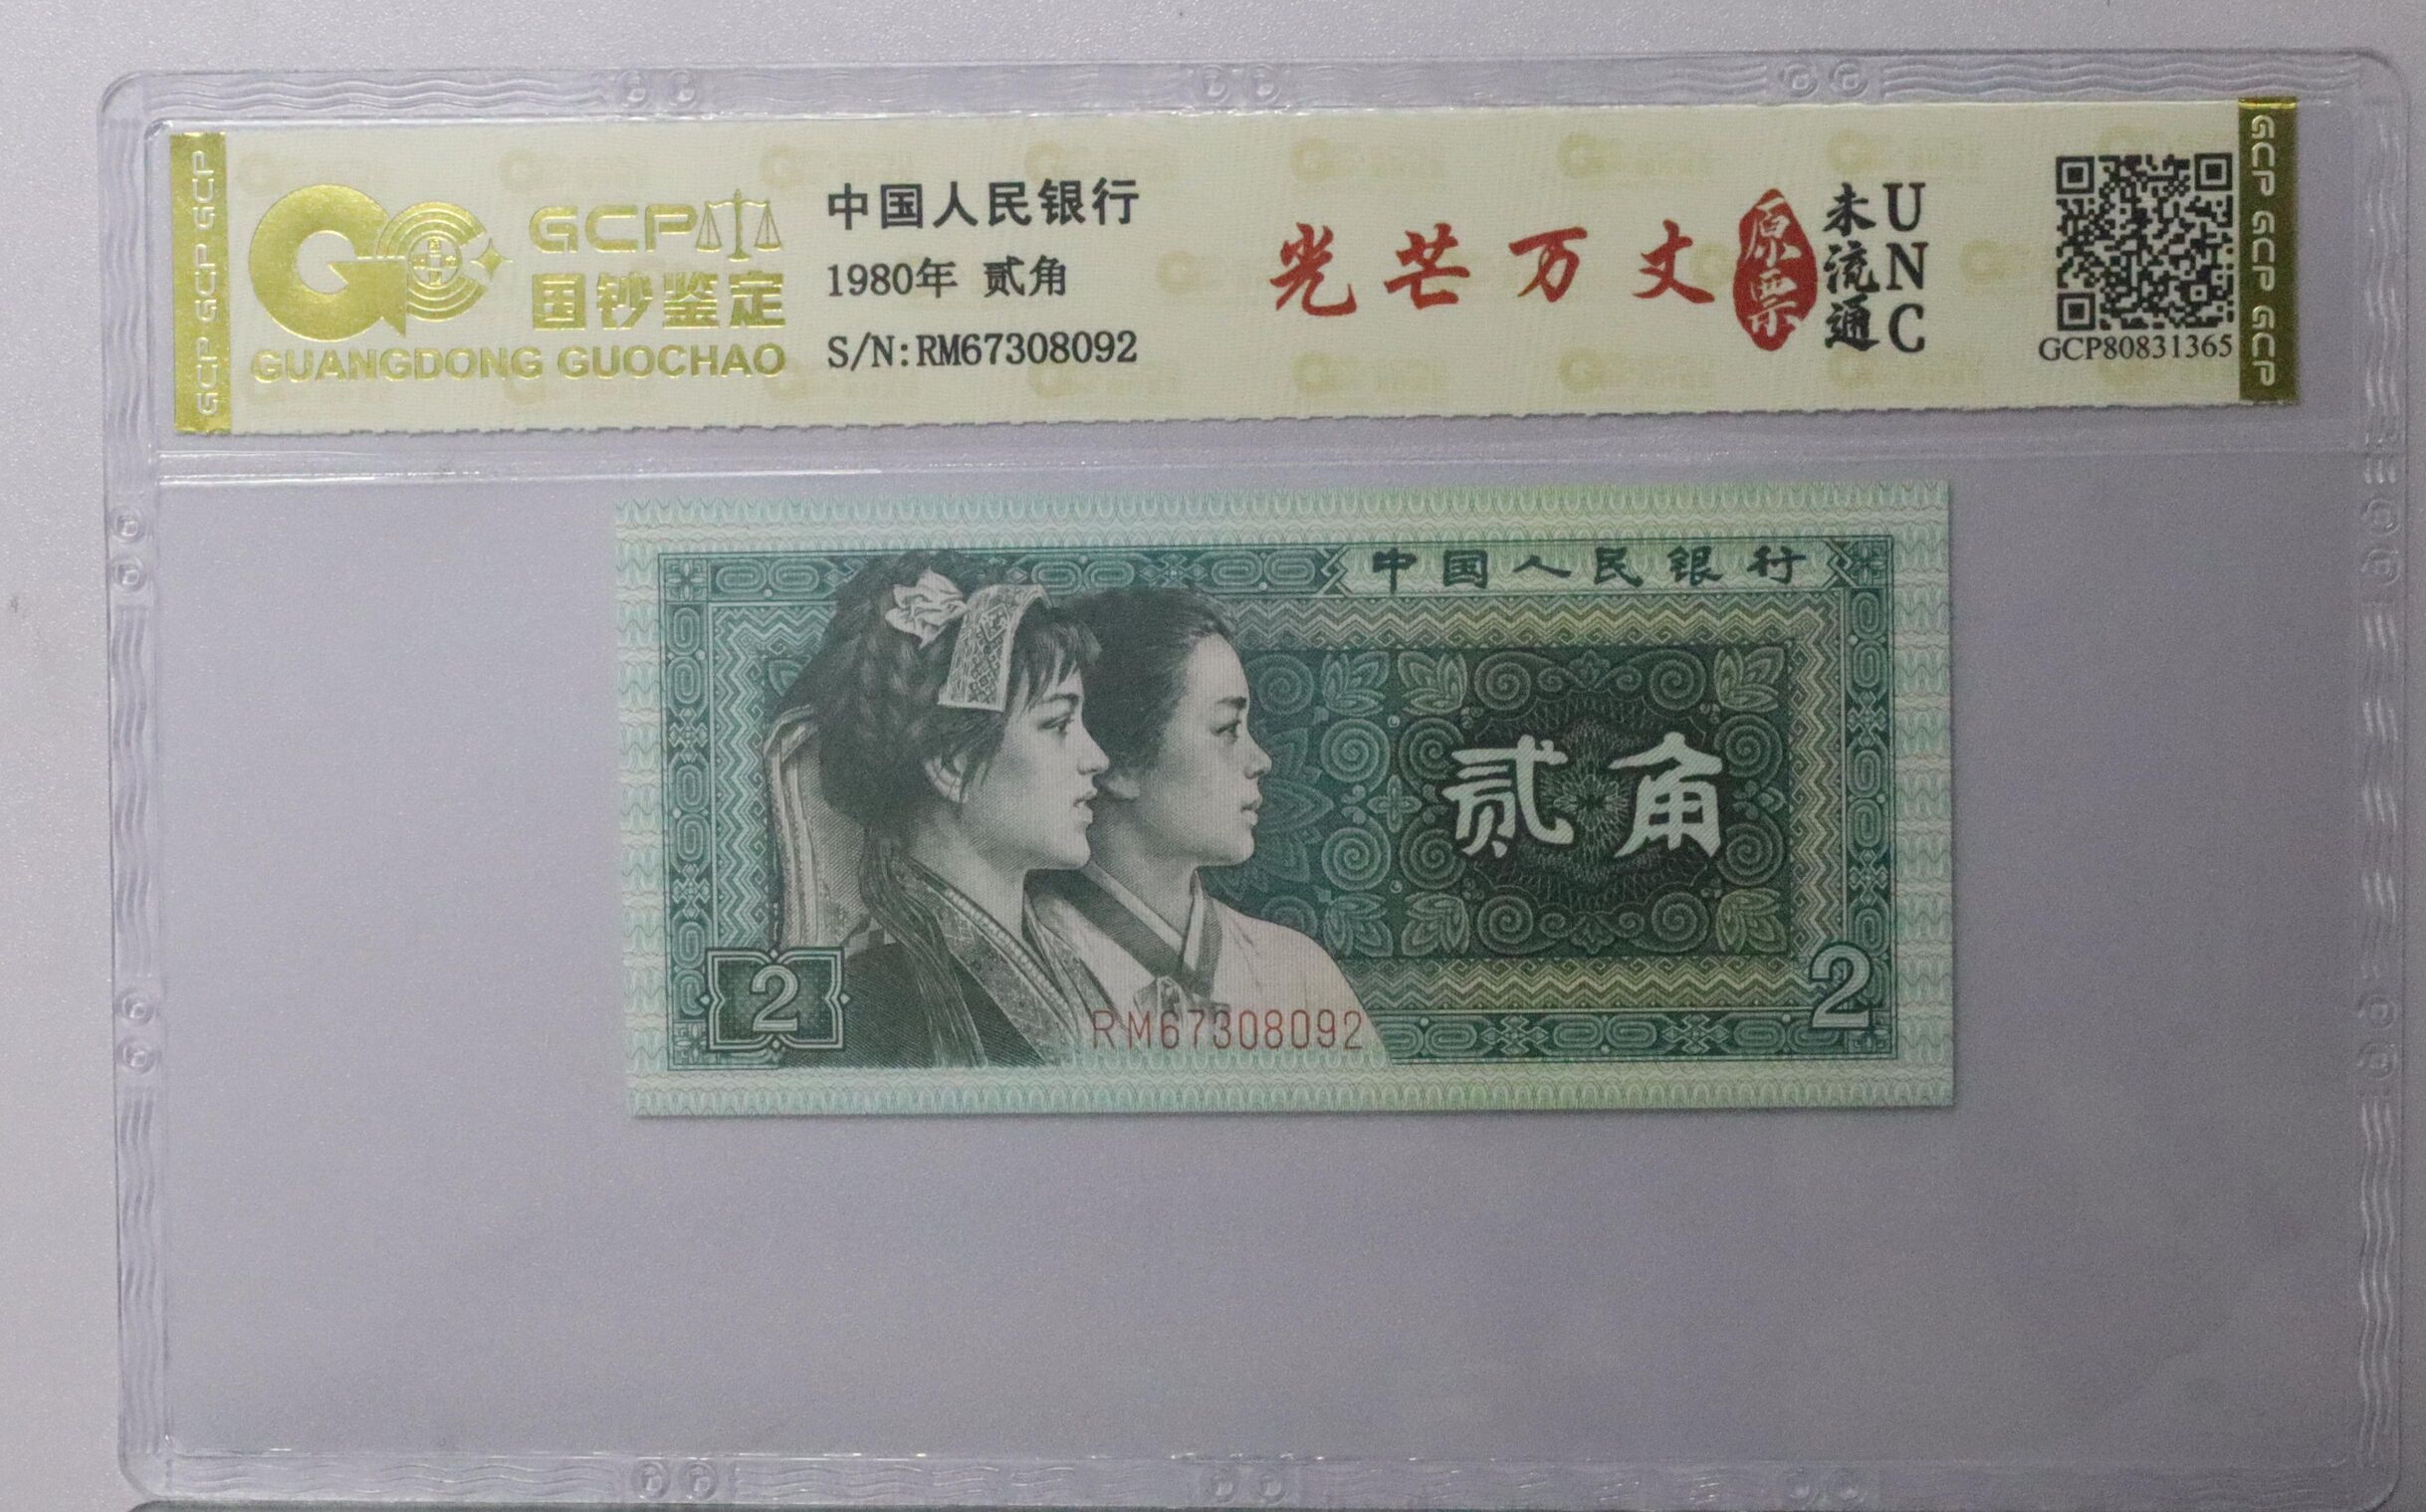 GCP GCP GCP
GCP
国钞鉴定
GUANGDONG GUOCHAO
中国人民银行
1980年 贰角
S/N:RM67308092
光芒万丈
原票
未流通
UNC
GCP80831365
GCP GCP GCP
中国人民银行
贰角
2
2
RM67308092